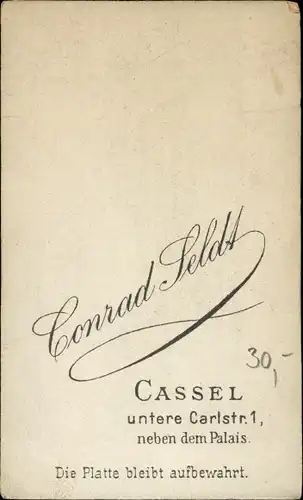 Conrad Seldt
30,-
CASSEL
untere Carlstr. 1,
neben dem Palais.
Die Platte bleibt aufbewahrt.